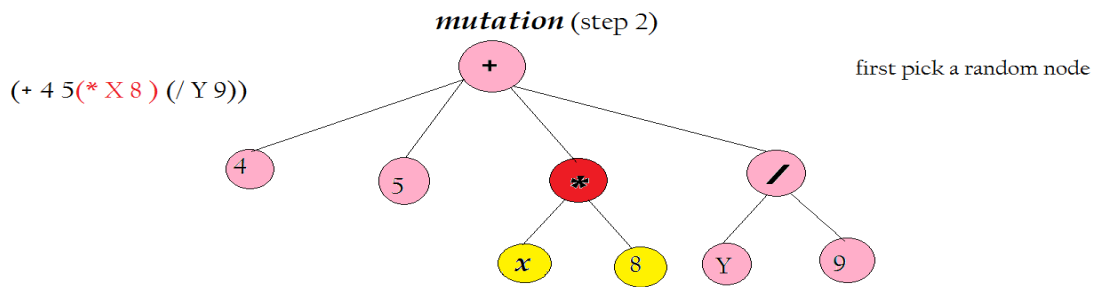 mutation (step 2)
+
first pick a random node
(+ 4 5(* X 8 ) (/ Y 9))
4
5
*
/
x
8
Y
9